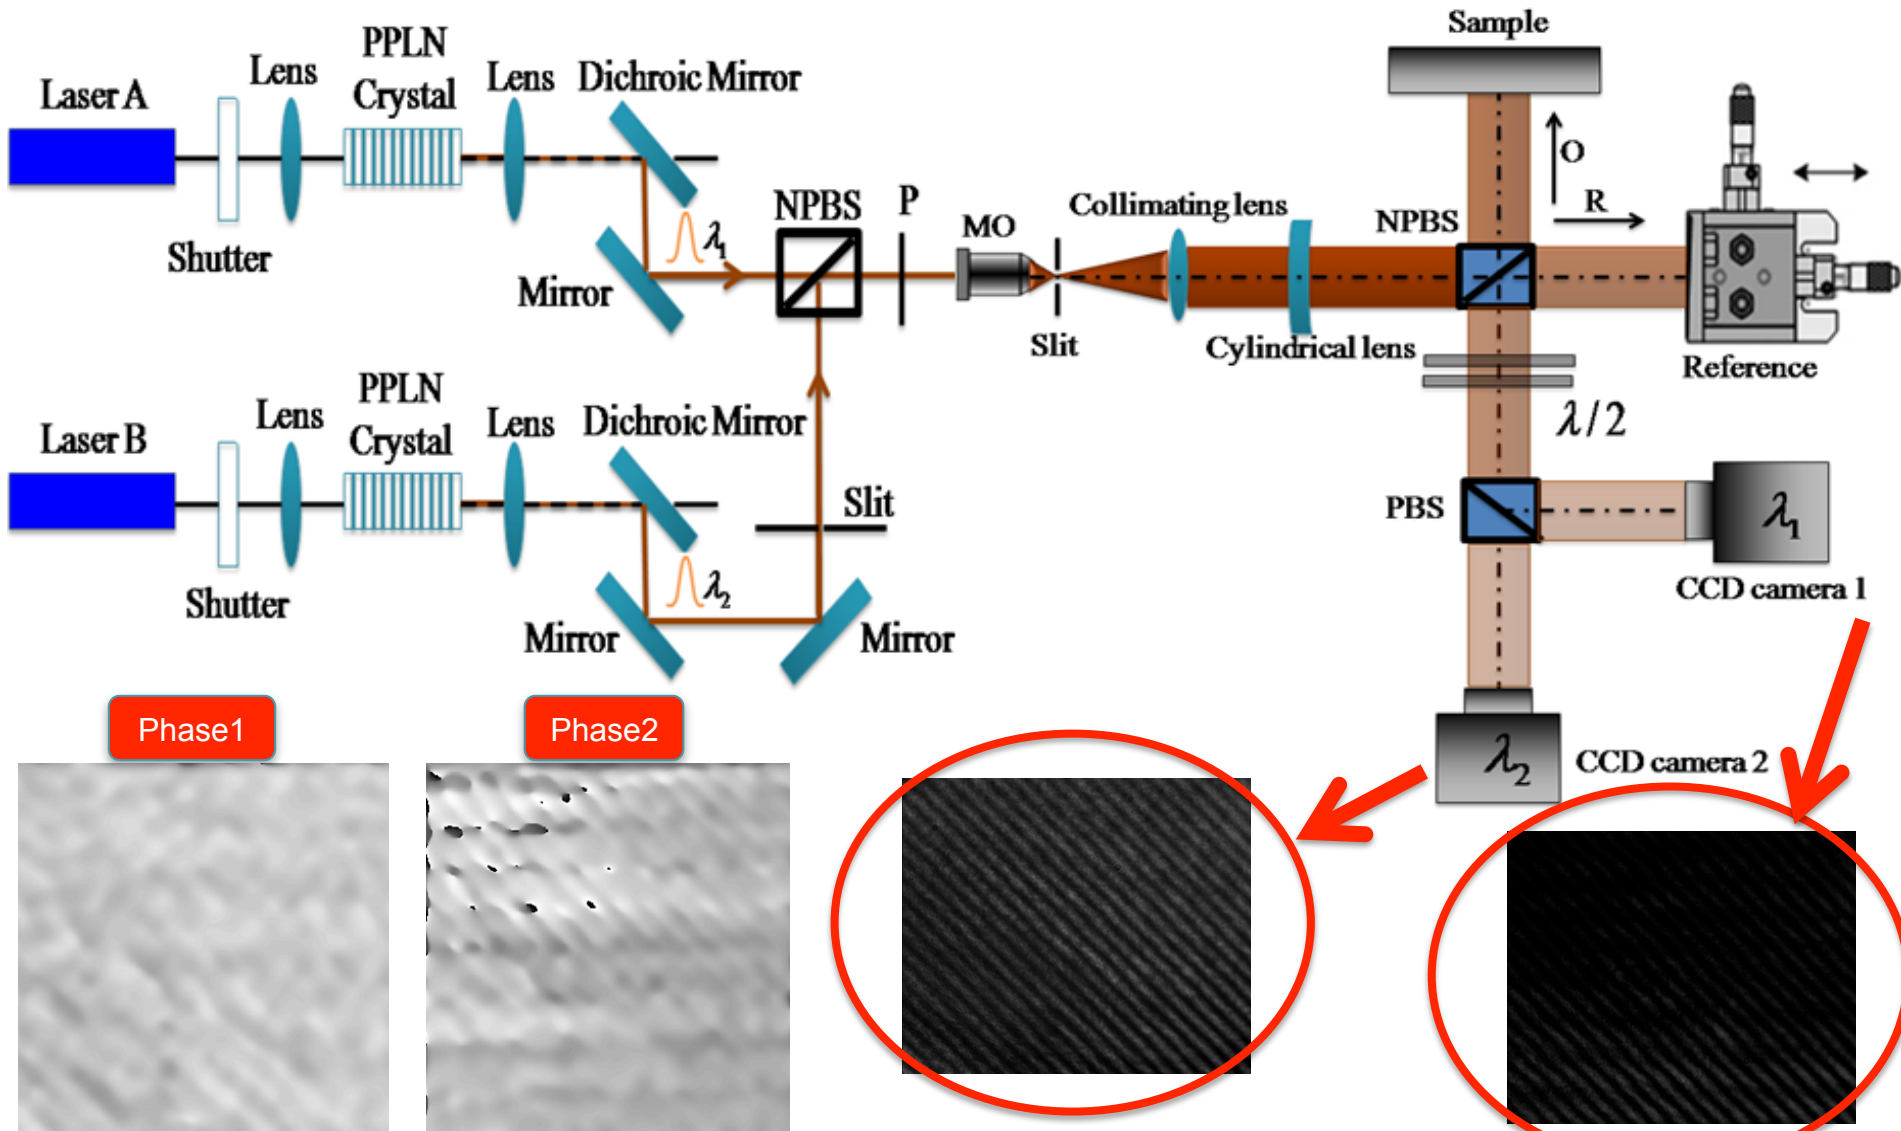 Laser A
Shutter
Lens
PPLN
Crystal
Lens
Dichroic Mirror
λ1
Mirror
NPBS
P
MO
Slit
Collimating lens
Cylindrical lens
NPBS
Sample
O
R
Reference
λ/2
PBS
λ1
CCD camera 1
λ2
CCD camera 2
Laser B
Shutter
Lens
PPLN
Crystal
Lens
Dichroic Mirror
λ2
Mirror
Slit
Mirror
Phase1
Phase2